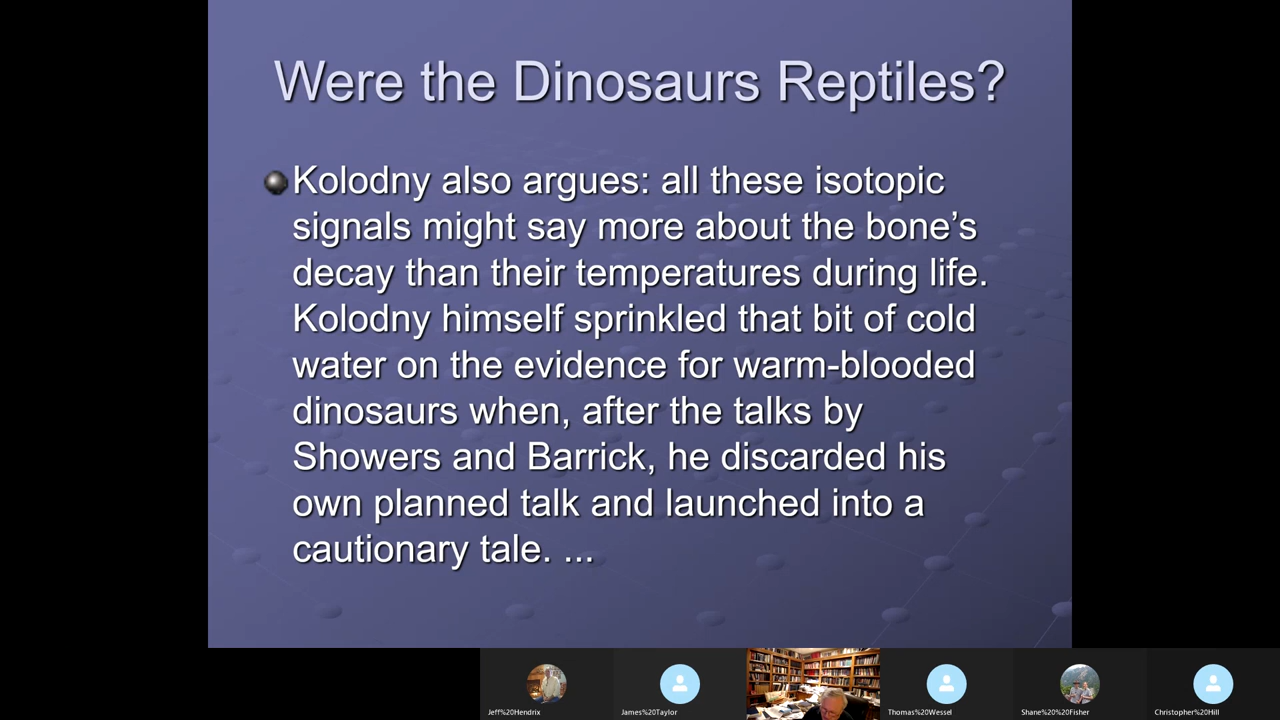 Were the Dinosaurs Reptiles?
Kolodny also argues: all these isotopic
signals might say more about the bone's
decay than their temperatures during life.
Kolodny himself sprinkled that bit of cold
water on the evidence for warm-blooded
dinosaurs when, after the talks by
Showers and Barrick, he discarded his
own planned talk and launched into a
cautionary tale. ...
Jeff%20Hendrix
James%20Taylor
Thomas%20Wessel
Shane%20%20Fisher
Christopher%20Hill